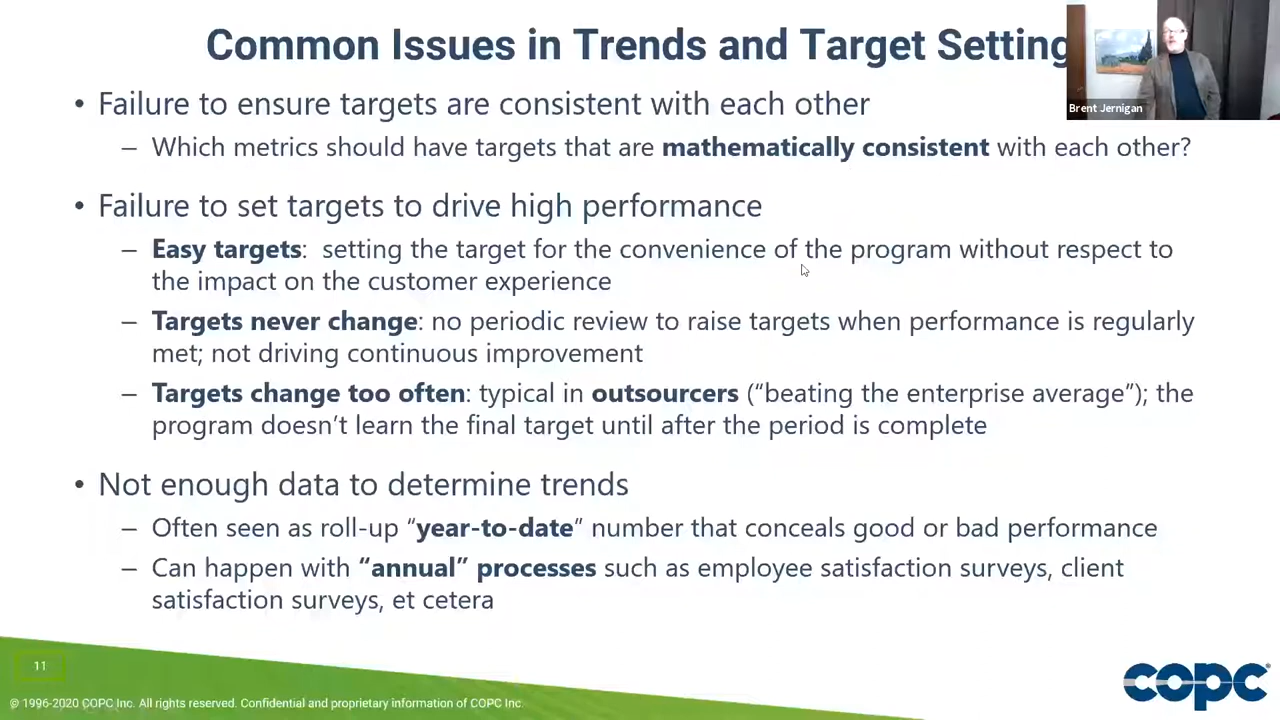 Common Issues in Trends and Target Setting
Brent Jernigan
• Failure to ensure targets are consistent with each other
– Which metrics should have targets that are mathematically consistent with each other?
• Failure to set targets to drive high performance
– Easy targets: setting the target for the convenience of the program without respect to
the impact on the customer experience
– Targets never change: no periodic review to raise targets when performance is regularly
met; not driving continuous improvement
– Targets change too often: typical in outsourcers (“beating the enterprise average”); the
program doesn’t learn the final target until after the period is complete
• Not enough data to determine trends
– Often seen as roll-up “year-to-date” number that conceals good or bad performance
– Can happen with “annual” processes such as employee satisfaction surveys, client
satisfaction surveys, et cetera
11
© 1996-2020 COPC Inc. All rights reserved. Confidential and proprietary information of COPC Inc.
copc®